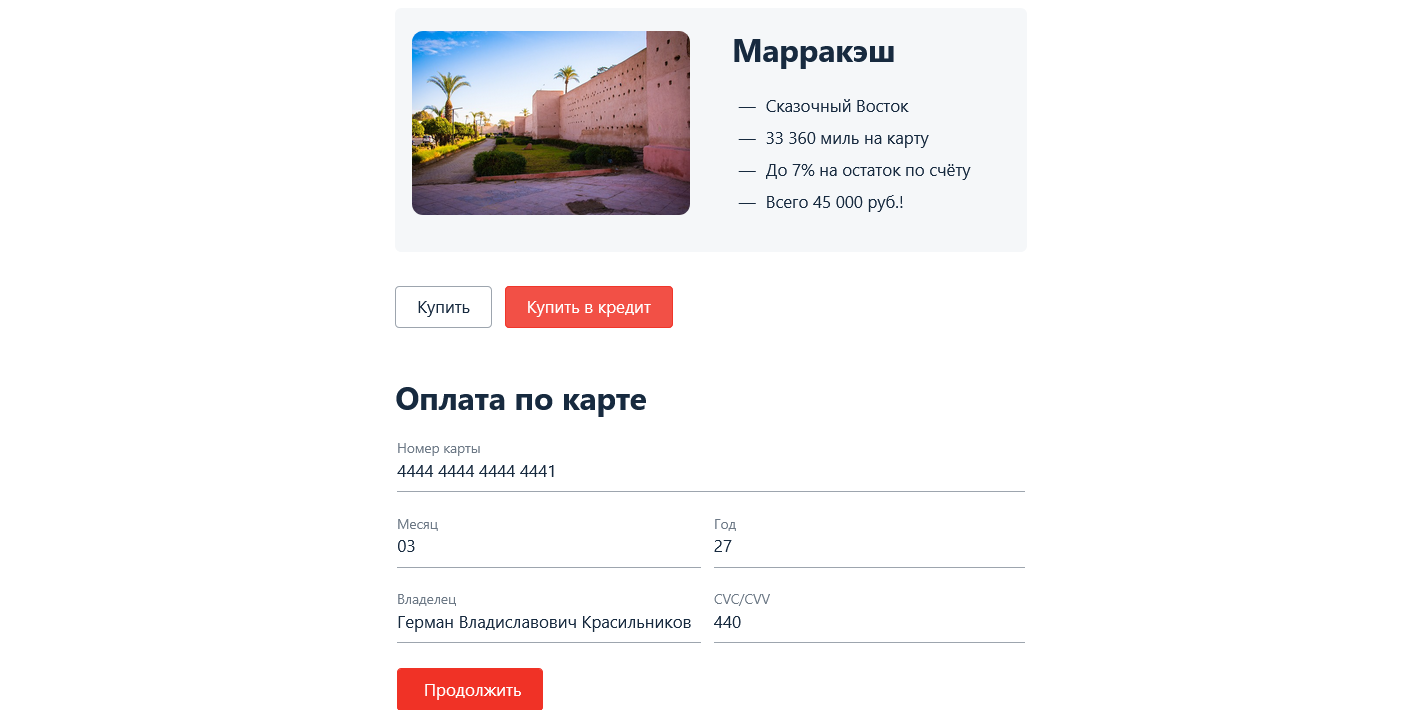 Марракэш
— Сказочный Восток
— 33 360 миль на карту
— До 7% на остаток по счёту
— Всего 45 000 руб.!
Купить Купить в кредит
Оплата по карте
Номер карты
4444 4444 4444 4441
Месяц Год
03 27
Владелец CVC/CVV
Герман Владиславович Красильников 440
Продолжить